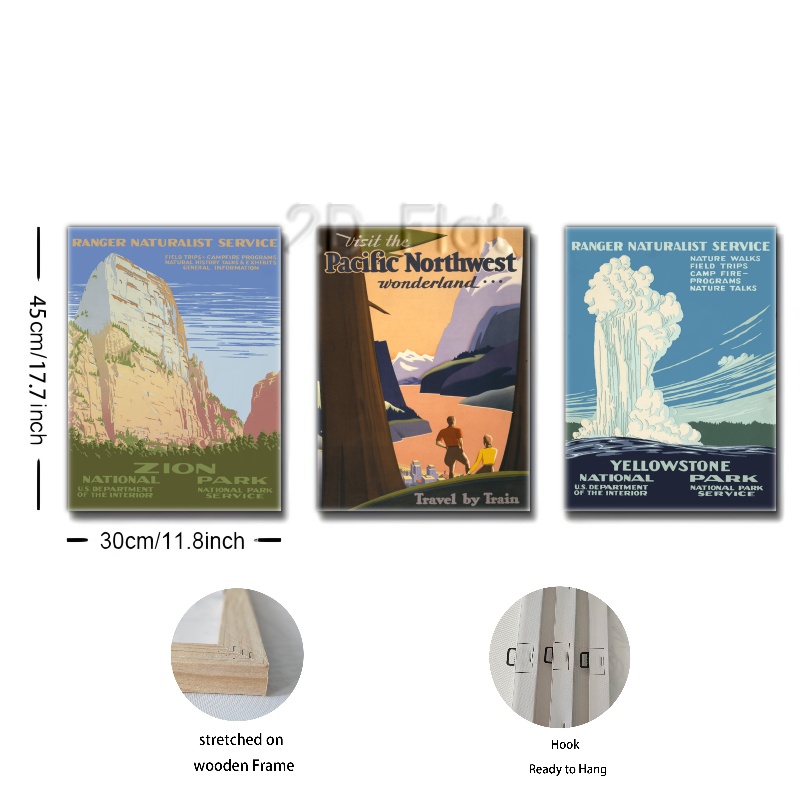 2D Flat
RANGER NATURALIST SERVICE
FIELD TRIPS · CAMPFIRE PROGRAMS
NATURAL HISTORY TALKS & EXHIBITS
GENERAL INFORMATION
ZION
NATIONAL PARK
U.S. DEPARTMENT
OF THE INTERIOR
NATIONAL PARK
SERVICE
visit the
Pacific Northwest
wonderland...
Travel by Train
RANGER NATURALIST SERVICE
NATURE WALKS
FIELD TRIPS
CAMP FIRE-
PROGRAMS
NATURE TALKS
YELLOWSTONE
NATIONAL PARK
U.S. DEPARTMENT
OF THE INTERIOR
NATIONAL PARK
SERVICE
45cm/17.7inch
30cm/11.8inch
stretched on
wooden Frame
Hook
Ready to Hang